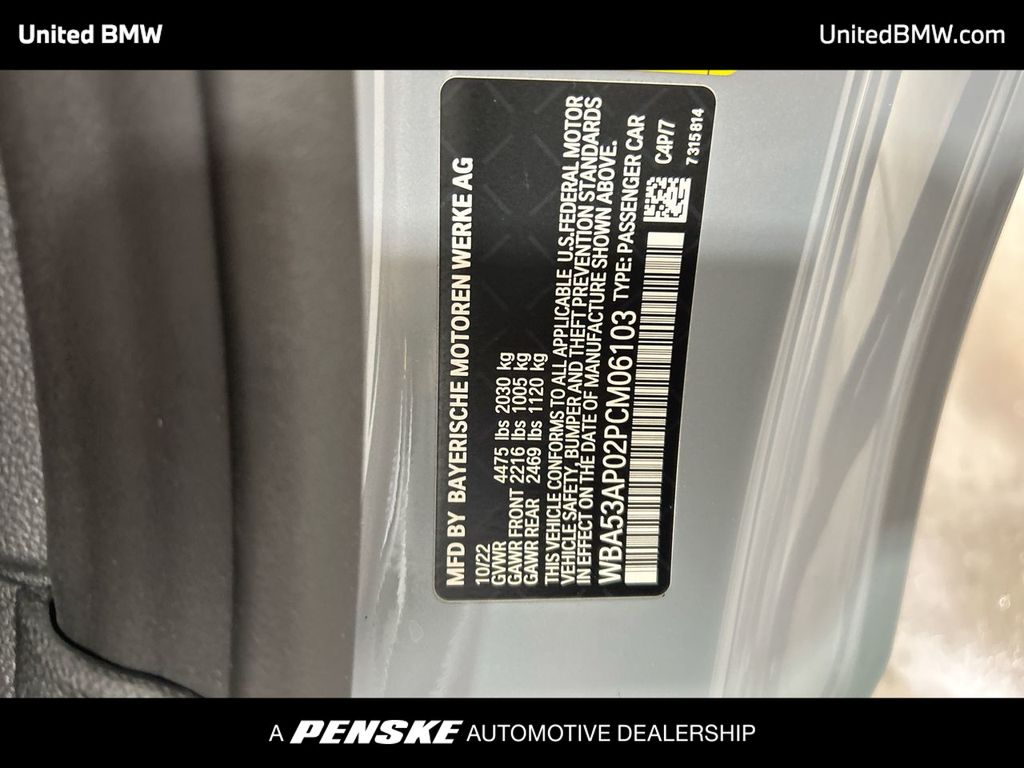 United BMW
UnitedBMW.com
MFD BY BAYERISCHE MOTOREN WERKE AG
10/22
GVWR 4475 lbs 2030 kg
GAWR FRONT 2216 lbs 1005 kg
GAWR REAR 2469 lbs 1120 kg
THIS VEHICLE CONFORMS TO ALL APPLICABLE U.S.FEDERAL MOTOR
VEHICLE SAFETY, BUMPER AND THEFT PREVENTION STANDARDS
IN EFFECT ON THE DATE OF MANUFACTURE SHOWN ABOVE.
WBA53AP02PCM06103 TYPE: PASSENGER CAR
C4P/7
7315814
A PENSKE AUTOMOTIVE DEALERSHIP